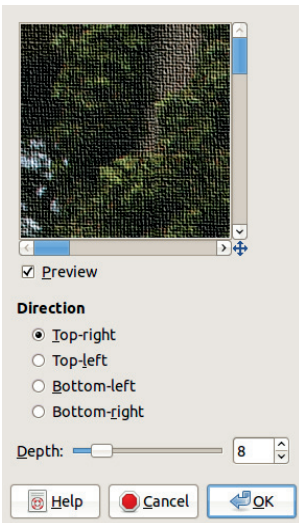 Preview
Direction
Top-right
Top-left
Bottom-left
Bottom-right
Depth: 8
Help Cancel OK